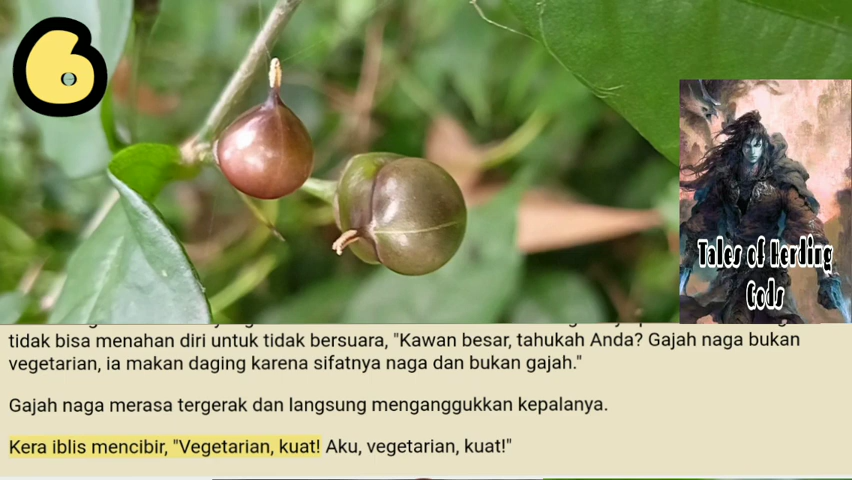 6
Tales of Herding
Gods
tidak bisa menahan diri untuk tidak bersuara, "Kawan besar, tahukah Anda? Gajah naga bukan
vegetarian, ia makan daging karena sifatnya naga dan bukan gajah."
Gajah naga merasa tergerak dan langsung menganggukkan kepalanya.
Kera iblis mencibir, "Vegetarian, kuat! Aku, vegetarian, kuat!"